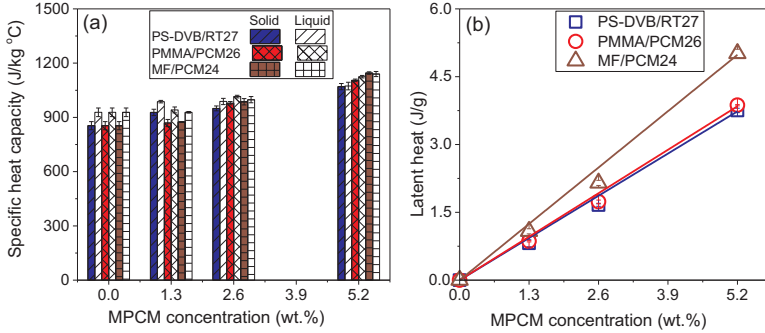 (a)
Solid Liquid
PS-DVB/RT27
PMMA/PCM26
MF/PCM24
Specific heat capacity (J/kg °C)
1500
1200
900
600
300
0
0.0 1.3 2.6 3.9 5.2
MPCM concentration (wt.%)
(b)
PS-DVB/RT27
PMMA/PCM26
MF/PCM24
Latent heat (J/g)
4.5
3.0
1.5
0.0
0.0 1.3 2.6 3.9 5.2
MPCM concentration (wt.%)